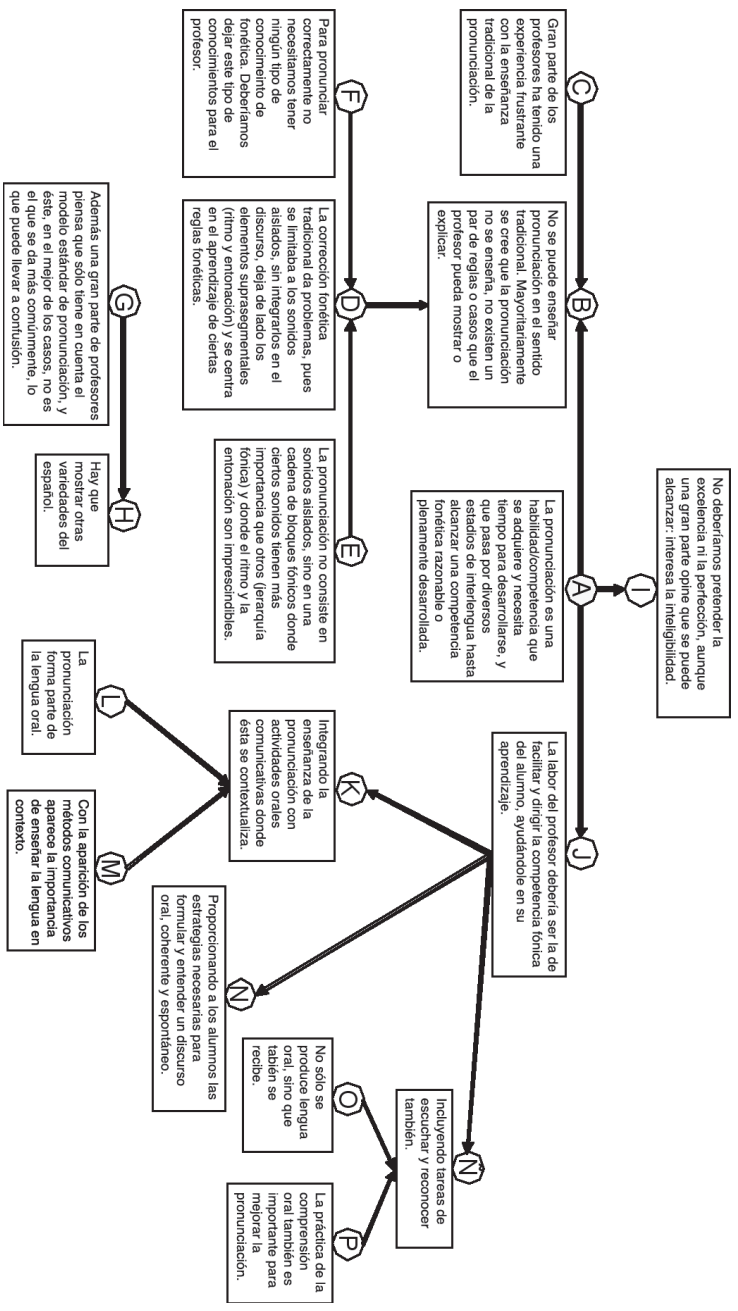 No deberíamos pretender la
excelencia ni la perfección, aunque
una gran parte opine que se puede
alcanzar: interesa la inteligibilidad.
I
C
Gran parte de los
profesores ha tenido una
experiencia frustrante
con la enseñanza
tradicional de la
pronunciación.
B
No se puede enseñar
pronunciación en el sentido
tradicional. Mayoritariamente
se cree que la pronunciación
no se enseña, no existen un
par de reglas o casos que el
profesor pueda mostrar o
explicar.
A
La pronunciación es una
habilidad/competencia que
se adquiere y necesita
tiempo para desarrollarse, y
que pasa por diversos
estadios de interlengua hasta
alcanzar una competencia
fonética razonable o
plenamente desarrollada.
J
La labor del profesor debería ser la de
facilitar y dirigir la competencia fónica
del alumno, ayudándole en su
aprendizaje.
F
Para pronunciar
correctamente no
necesitamos tener
ningún tipo de
conocimeinto de
fonética. Deberíamos
dejar este tipo de
conocimientos para el
profesor.
D
La corrección fonética
tradicional da problemas, pues
se limitaba a los sonidos
aislados, sin integrarlos en el
discurso, deja de lado los
elementos suprasegmentales
(ritmo y entonación) y se centra
en el aprendizaje de ciertas
reglas fonéticas.
E
La pronunciación no consiste en
sonidos aislados, sino en una
cadena de bloques fónicos donde
ciertos sonidos tienen más
importancia que otros (jerarquía
fónica) y donde el ritmo y la
entonación son imprescindibles.
K
Integrando la
enseñanza de la
pronunciación con
actividades orales
comunicativas donde
ésta se contextualiza.
N
Proporcionando a los alumnos las
estrategias necesarias para
formular y entender un discurso
oral, coherente y espontáneo.
Ñ
Incluyendo tareas de
escuchar y reconocer
también.
O
No sólo se
produce lengua
oral, sino que
tabién se
recibe.
P
La práctica de la
comprensión
oral también es
importante para
mejorar la
pronunciación.
G
Además una gran parte de profesores
piensa que sólo tiene en cuenta el
modelo estándar de pronunciación, y
éste, en el mejor de los casos, no es
el que se da más comúnmente, lo
que puede llevar a confusión.
H
Hay que
mostrar otras
variedades del
español.
L
La
pronunciación
forma parte de
la lengua oral.
M
Con la aparición de los
métodos comunicativos
aparece la importancia
de enseñar la lengua en
contexto.